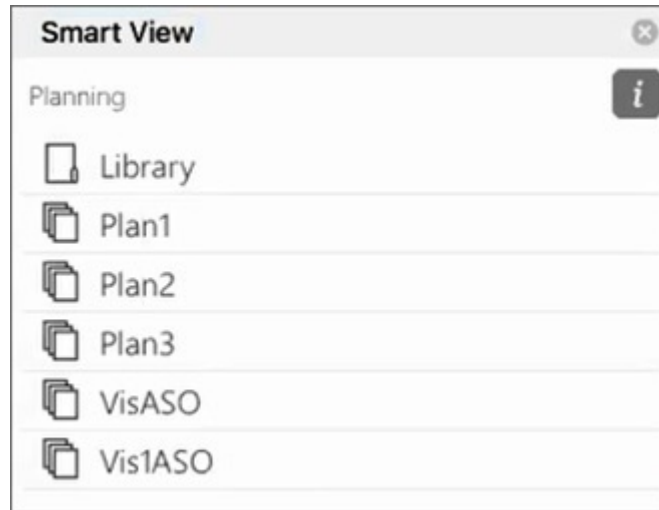 Smart View
Planning
i
Library
Plan1
Plan2
Plan3
VisASO
Vis1ASO